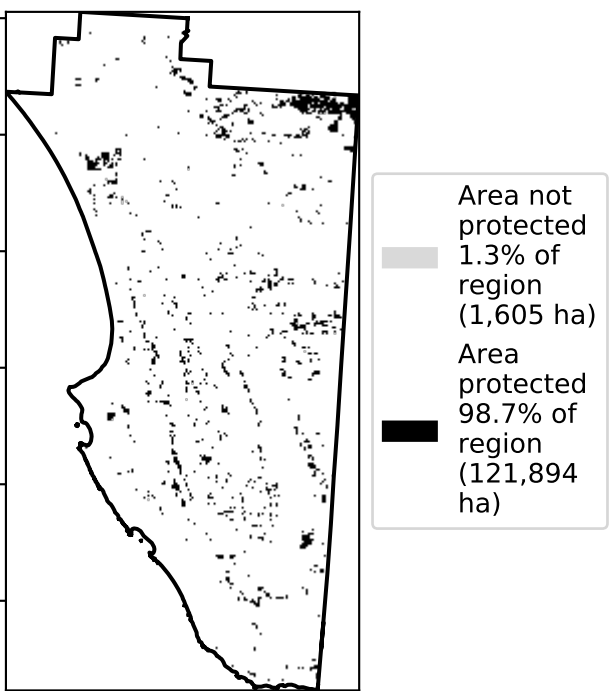 Area not
protected
1.3% of
region
(1,605 ha)
Area
protected
98.7% of
region
(121,894
ha)